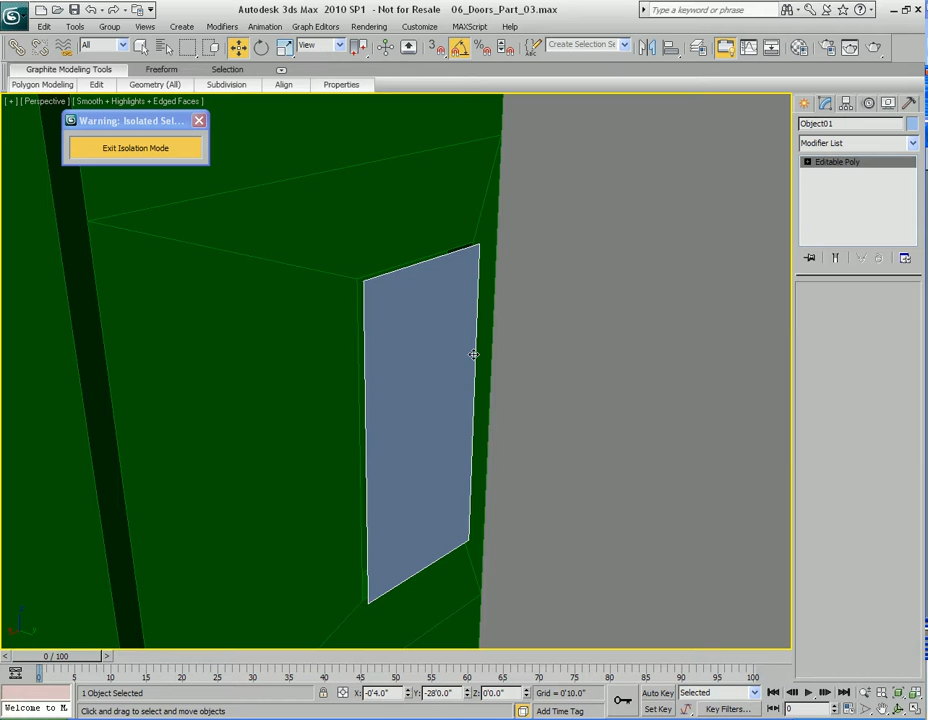 Autodesk 3ds Max 2010 SP1 - Not for Resale 06_Doors_Part_03.max
Type a keyword or phrase
Edit Tools Group Views Create Modifiers Animation Graph Editors Rendering Customize MAXScript Help
All View Create Selection Se
Graphite Modeling Tools Freeform Selection
Polygon Modeling Edit Geometry (All) Subdivision Align Properties
[ + ] [ Perspective ] [ Smooth + Highlights + Edged Faces ]
Warning: Isolated Sel...
Exit Isolation Mode
Object01
Modifier List
Editable Poly
0 / 100
0 5 10 15 20 25 30 35 40 45 50 55 60 65 70 75 80 85 90 95 100
1 Object Selected X: -0'4.0" Y: -28'0.0" Z: 0'0.0" Grid = 0'10.0" Auto Key Selected
Welcome to M Click and drag to select and move objects Add Time Tag Set Key Key Filters... 0